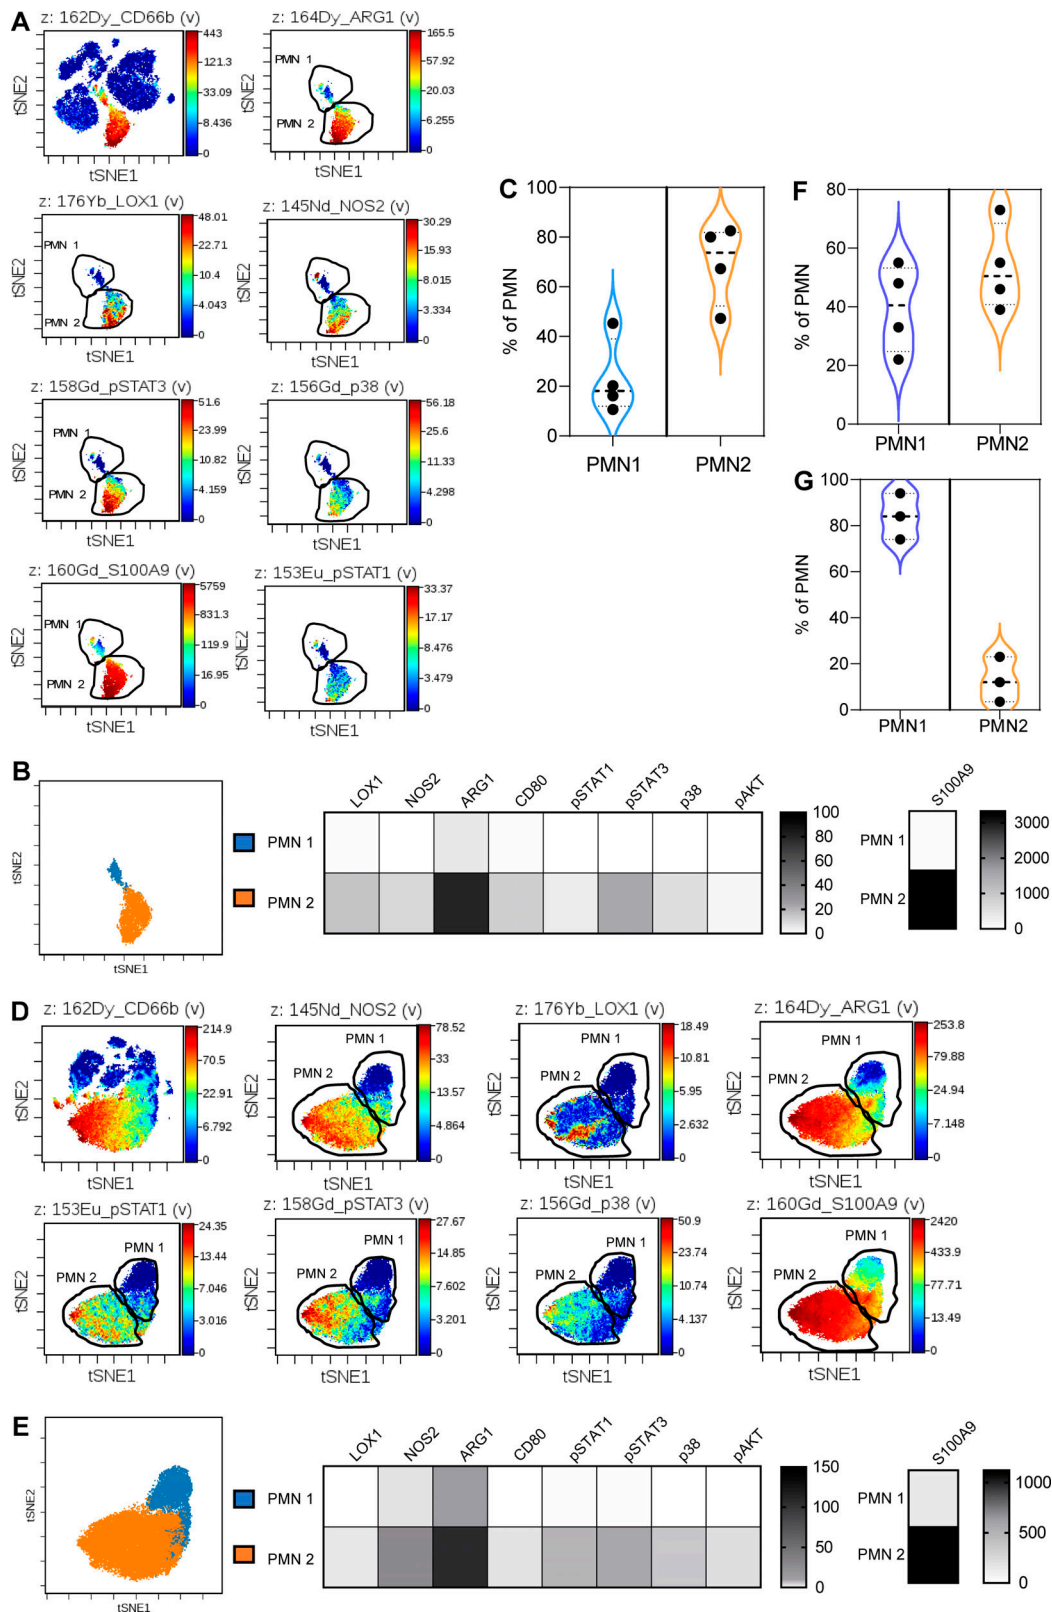 A
z: 162Dy_CD66b (v)
443
121.3
33.09
8.436
0
tSNE2
tSNE1
z: 164Dy_ARG1 (v)
PMN 1
PMN 2
165.5
57.92
20.03
6.255
0
tSNE2
tSNE1
z: 176Yb_LOX1 (v)
PMN 1
PMN 2
48.01
22.71
10.4
4.043
0
tSNE2
tSNE1
z: 145Nd_NOS2 (v)
30.29
15.93
8.015
3.334
0
tSNE2
tSNE1
z: 158Gd_pSTAT3 (v)
PMN 1
PMN 2
51.6
23.99
10.82
4.159
0
tSNE2
tSNE1
z: 156Gd_p38 (v)
56.18
25.6
11.33
4.298
0
tSNE2
tSNE1
z: 160Gd_S100A9 (v)
PMN 1
PMN 2
5759
831.3
119.9
16.95
0
tSNE2
tSNE1
z: 153Eu_pSTAT1 (v)
33.37
17.17
8.476
3.479
0
tSNE2
tSNE1
C
% of PMN
100
80
60
40
20
0
PMN1
PMN2
F
% of PMN
80
60
40
20
0
PMN1
PMN2
G
% of PMN
100
80
60
40
20
0
PMN1
PMN2
B
tSNE2
tSNE1
PMN 1
PMN 2
LOX1
NOS2
ARG1
CD80
pSTAT1
pSTAT3
p38
pAKT
100
80
60
40
20
0
S100A9
PMN 1
PMN 2
3000
2000
1000
0
D
z: 162Dy_CD66b (v)
214.9
70.5
22.91
6.792
0
tSNE2
tSNE1
z: 145Nd_NOS2 (v)
PMN 1
PMN 2
78.52
33
13.57
4.864
0
tSNE2
tSNE1
z: 176Yb_LOX1 (v)
PMN 1
PMN 2
18.49
10.81
5.95
2.632
0
tSNE2
tSNE1
z: 164Dy_ARG1 (v)
PMN 1
PMN 2
253.8
79.88
24.94
7.148
0
tSNE2
tSNE1
z: 153Eu_pSTAT1 (v)
PMN 1
PMN 2
24.35
13.44
7.046
3.016
0
tSNE2
tSNE1
z: 158Gd_pSTAT3 (v)
PMN 1
PMN 2
27.67
14.85
7.602
3.201
0
tSNE2
tSNE1
z: 156Gd_p38 (v)
PMN 1
PMN 2
50.9
23.74
10.74
4.137
0
tSNE2
tSNE1
z: 160Gd_S100A9 (v)
PMN 1
PMN 2
2420
433.9
77.71
13.49
0
tSNE2
tSNE1
E
tSNE2
tSNE1
PMN 1
PMN 2
LOX1
NOS2
ARG1
CD80
pSTAT1
pSTAT3
p38
pAKT
150
100
50
0
S100A9
PMN 1
PMN 2
1000
500
0